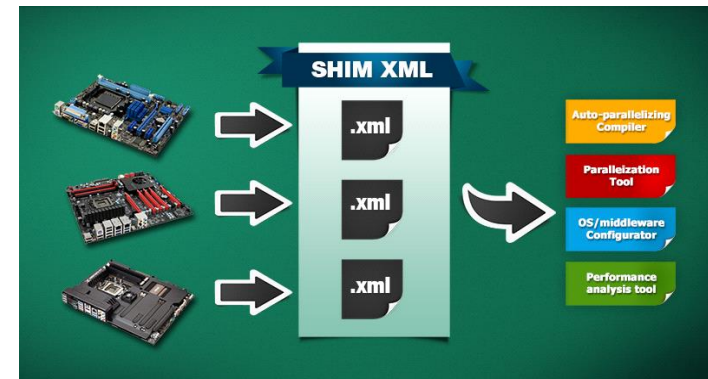 SHIM XML
.xml
.xml
.xml
Auto-parallelizing
Compiler
Paralleization
Tool
OS/middleware
Configurator
Performance
analysis tool